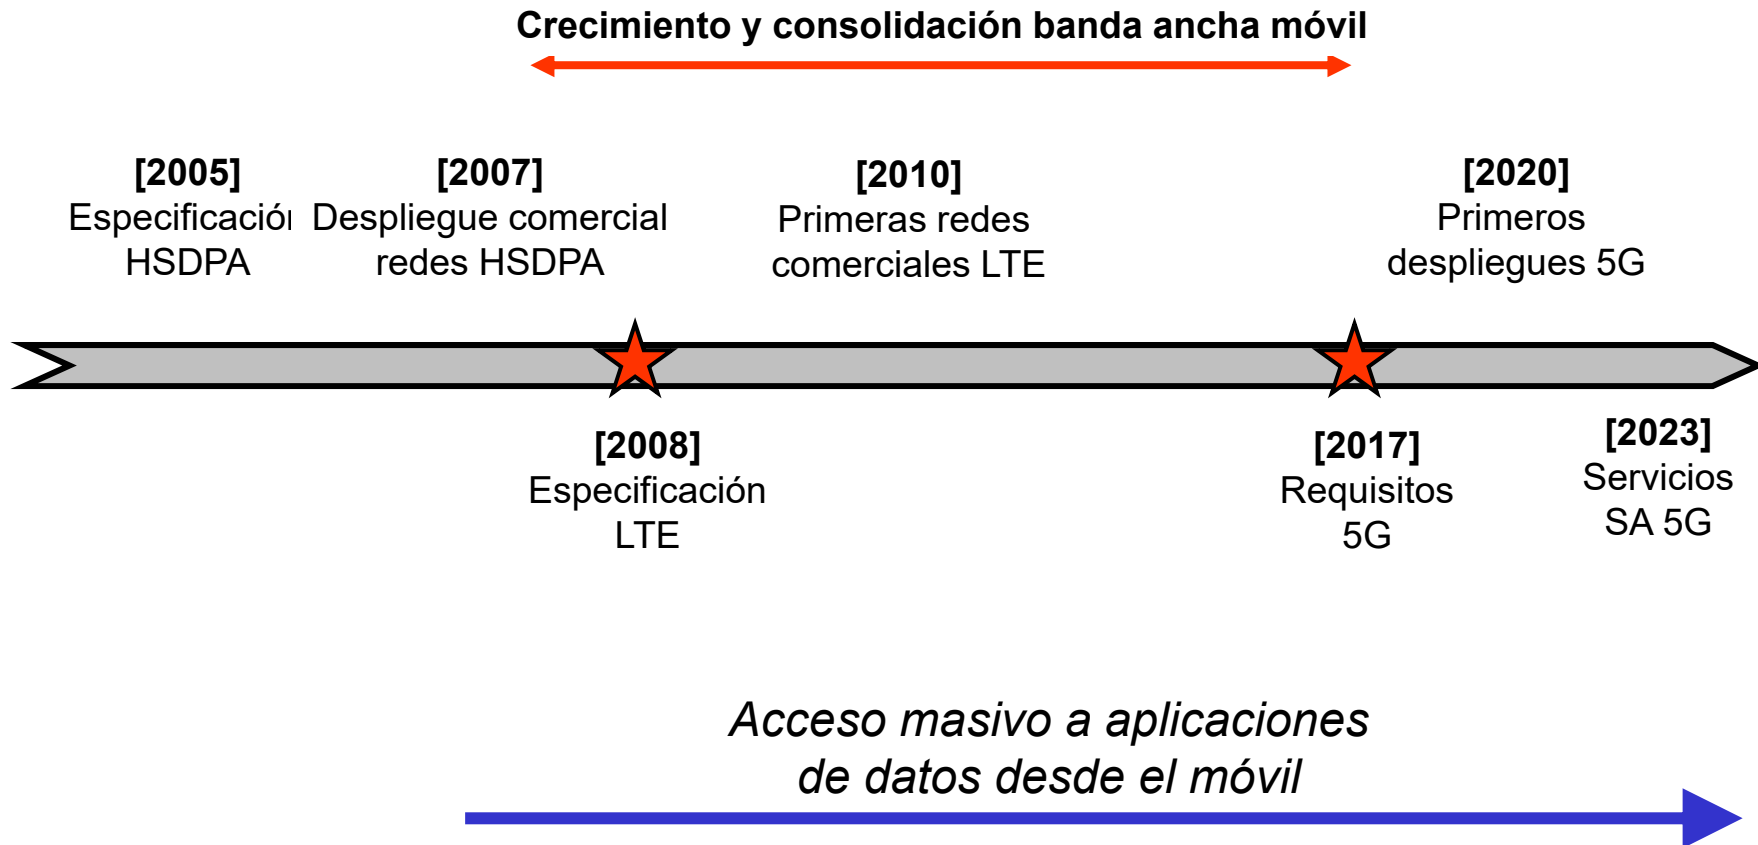 Crecimiento y consolidación banda ancha móvil
[2005]
Especificación
HSDPA
[2007]
Despliegue comercial
redes HSDPA
[2010]
Primeras redes
comerciales LTE
[2020]
Primeros
despliegues 5G
[2008]
Especificación
LTE
[2017]
Requisitos
5G
[2023]
Servicios
SA 5G
Acceso masivo a aplicaciones
de datos desde el móvil